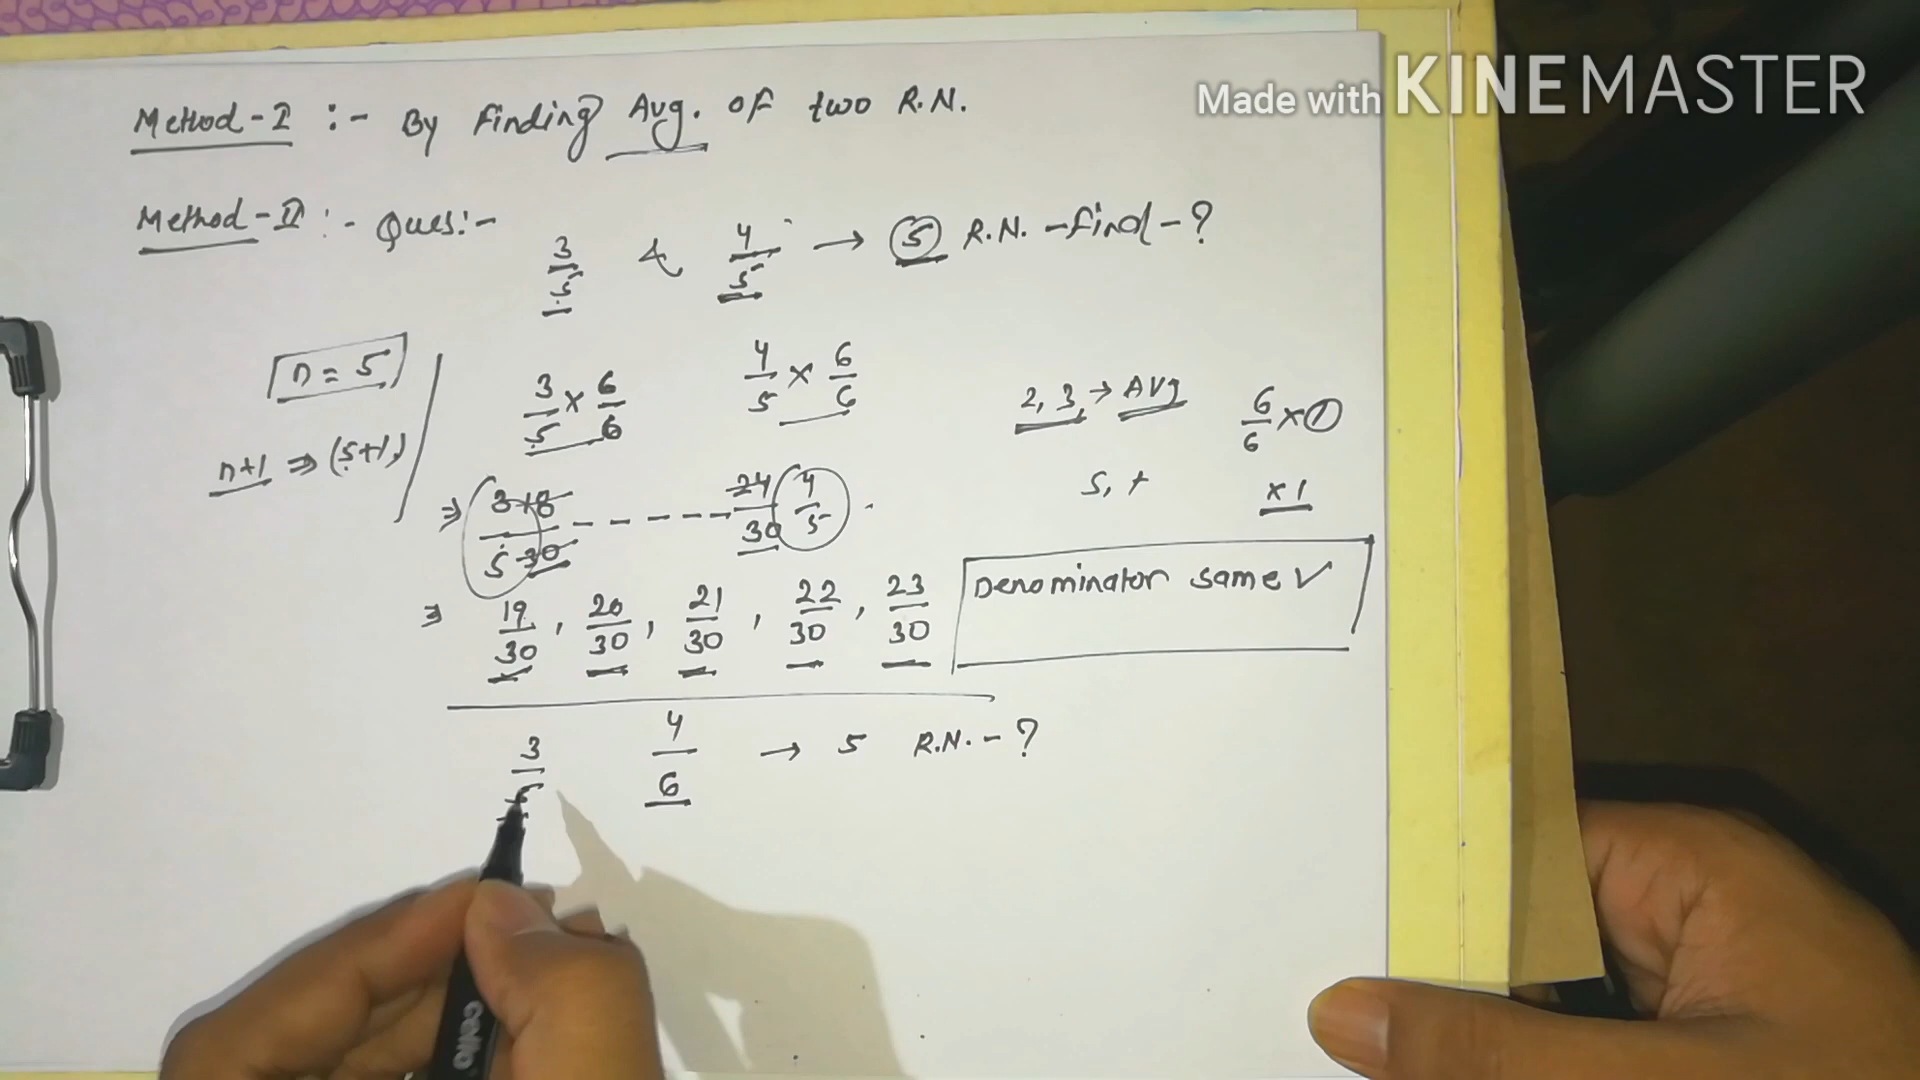 Made with KINEMASTER
Method-I :- By Finding Avg. of two R.N.
Method-II :- Ques:-
3/5 & 4/5 → 5 R.N. -find-?
n = 5
3/5 × 6/6 4/5 × 6/6
2, 3, → AVg 6/6 × 1
n+1 ⇒ (5+1)
5, + × 1
⇒ 3 18/5 30 ------ 24/30 4/5
Denominator same ✓
⇒ 19/30, 20/30, 21/30, 22/30, 23/30
3/5 4/6 → 5 R.N. - ?
cello